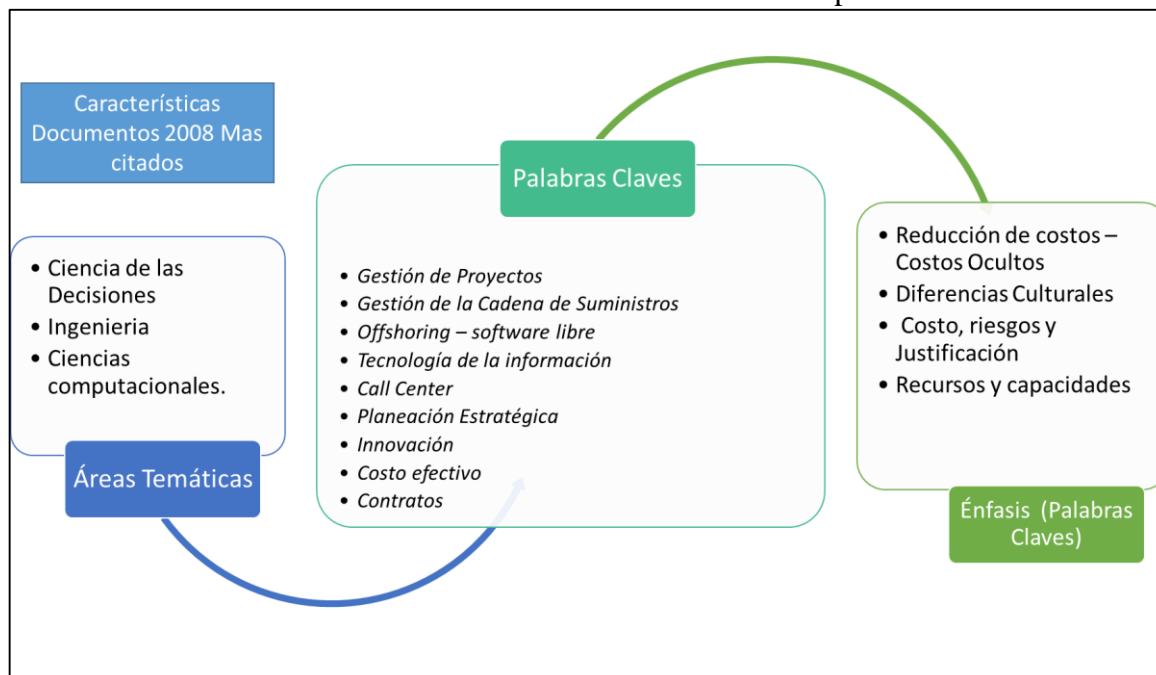 Característicás
Documentos 2008 Mas
citados
• Ciencia de las
Decisiones
• Ingenieria
• Ciencias
computacionales.
Áreas Temáticas
Palabras Claves
• Gestión de Proyectos
• Gestión de la Cadena de Suministros
• Offshoring – software libre
• Tecnología de la información
• Call Center
• Planeación Estratégica
• Innovación
• Costo efectivo
• Contratos
• Reducción de costos –
Costos Ocultos
• Diferencias Culturales
• Costo, riesgos y
Justificación
• Recursos y capacidades
Énfasis (Palabras
Claves)